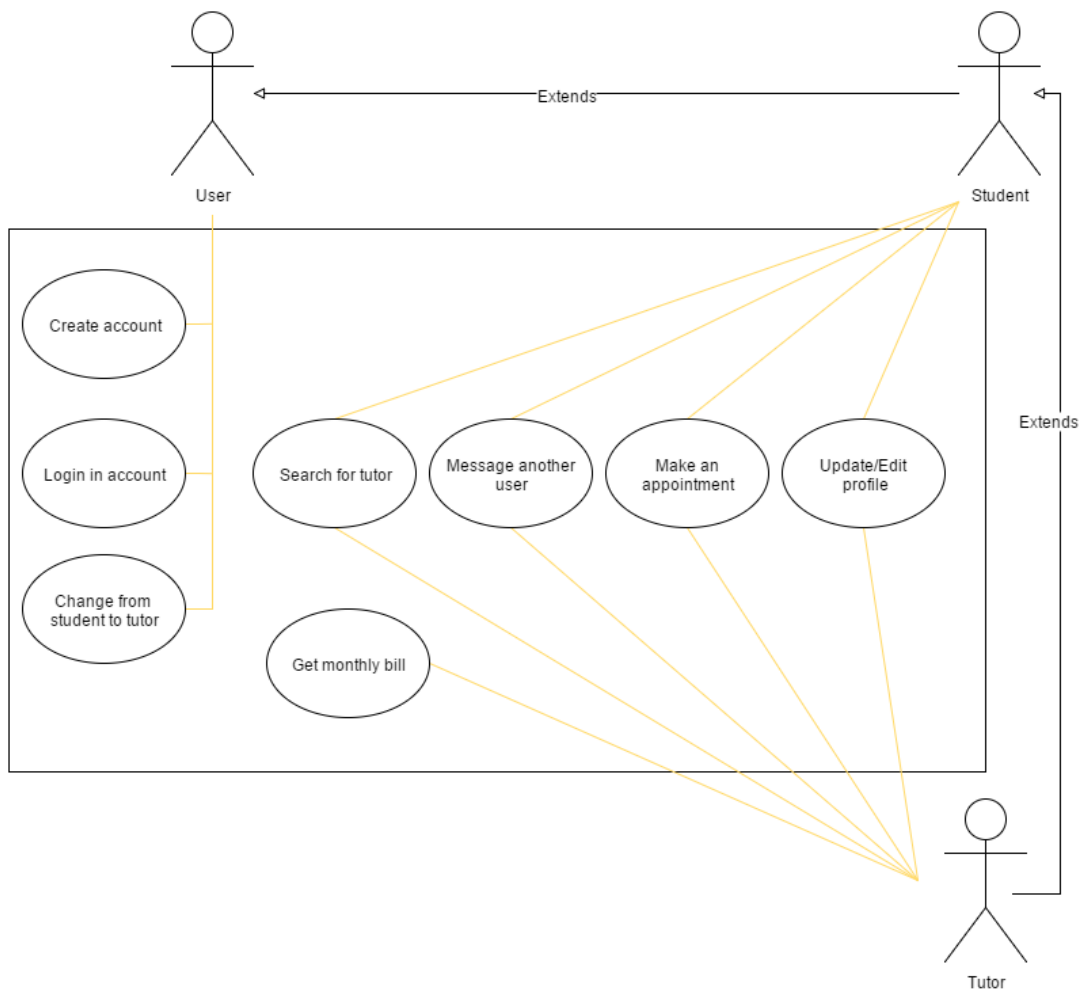 Extends
User
Student
Create account
Extends
Login in account
Search for tutor
Message another
user
Make an
appointment
Update/Edit
profile
Change from
student to tutor
Get monthly bill
Tutor